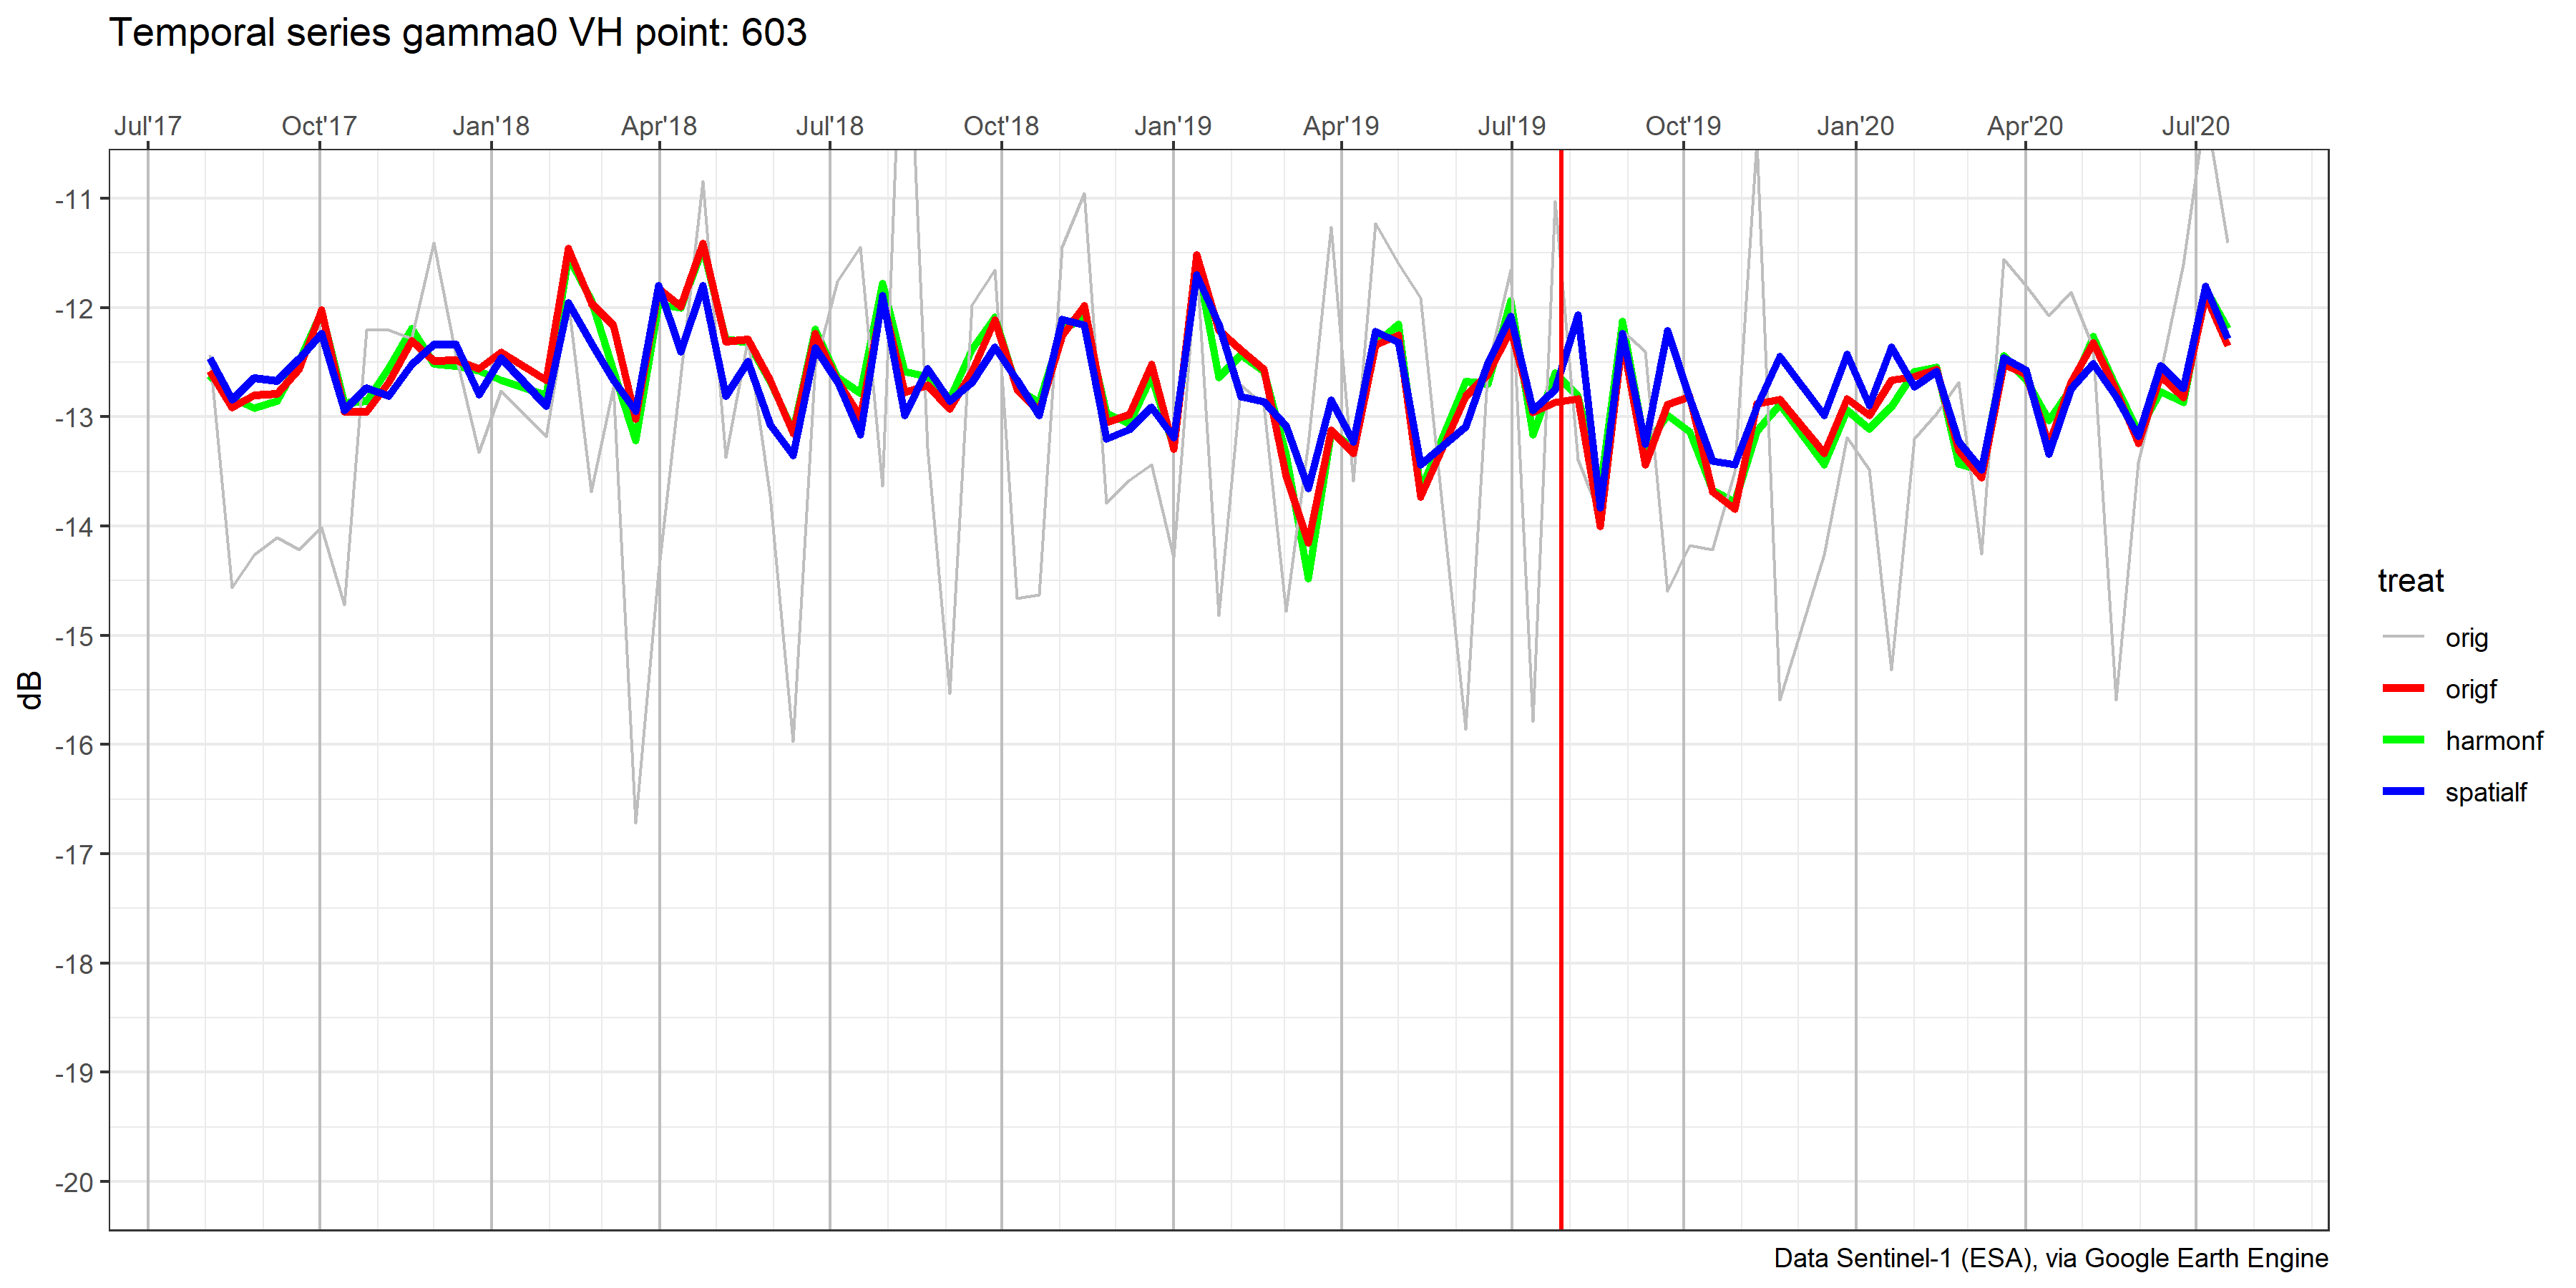 Temporal series gamma0 VH point: 603
Jul'17 Oct'17 Jan'18 Apr'18 Jul'18 Oct'18 Jan'19 Apr'19 Jul'19 Oct'19 Jan'20 Apr'20 Jul'20
-11
-12
-13
-14
-15
-16
-17
-18
-19
-20
dB
treat
orig
origf
harmonf
spatialf
Data Sentinel-1 (ESA), via Google Earth Engine